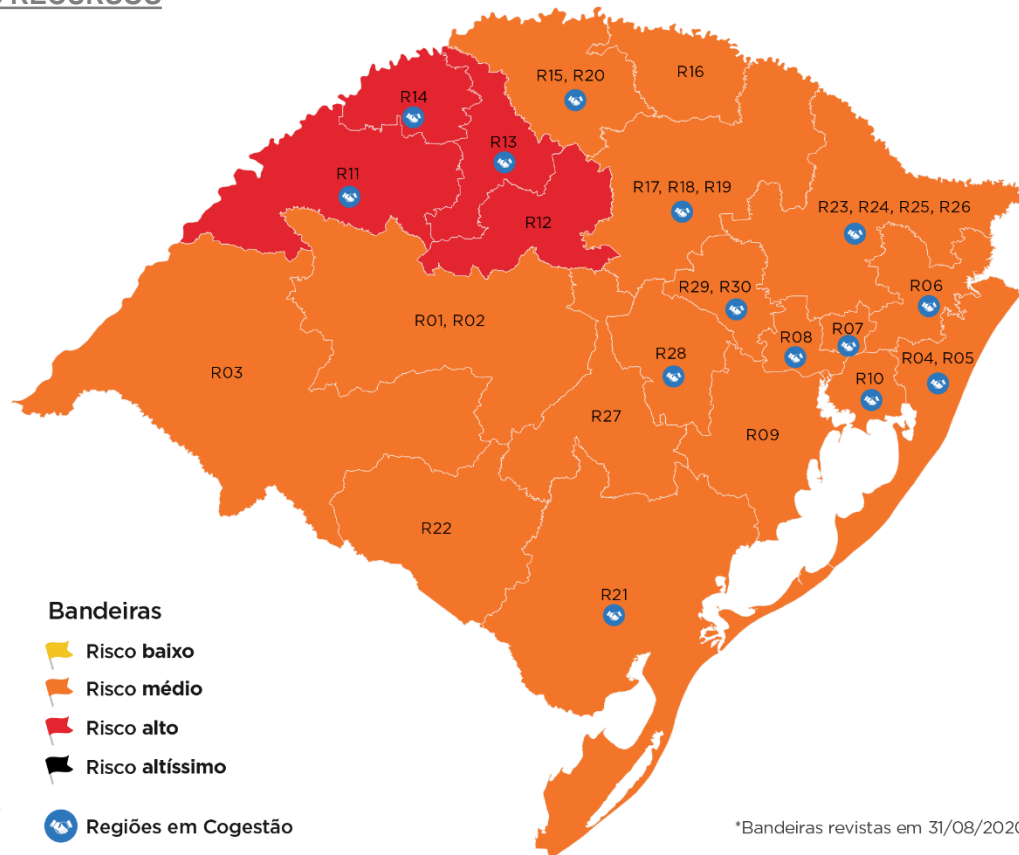 RECURSOS
R15, R20
R16
R14
R13
R11
R17, R18, R19
R12
R23, R24, R25, R26
R29, R30
R06
R01, R02
R07
R08
R28
R04, R05
R03
R10
R27
R09
R22
R21
Bandeiras
Risco baixo
Risco médio
Risco alto
Risco altíssimo
Regiões em Cogestão
*Bandeiras revistas em 31/08/2020